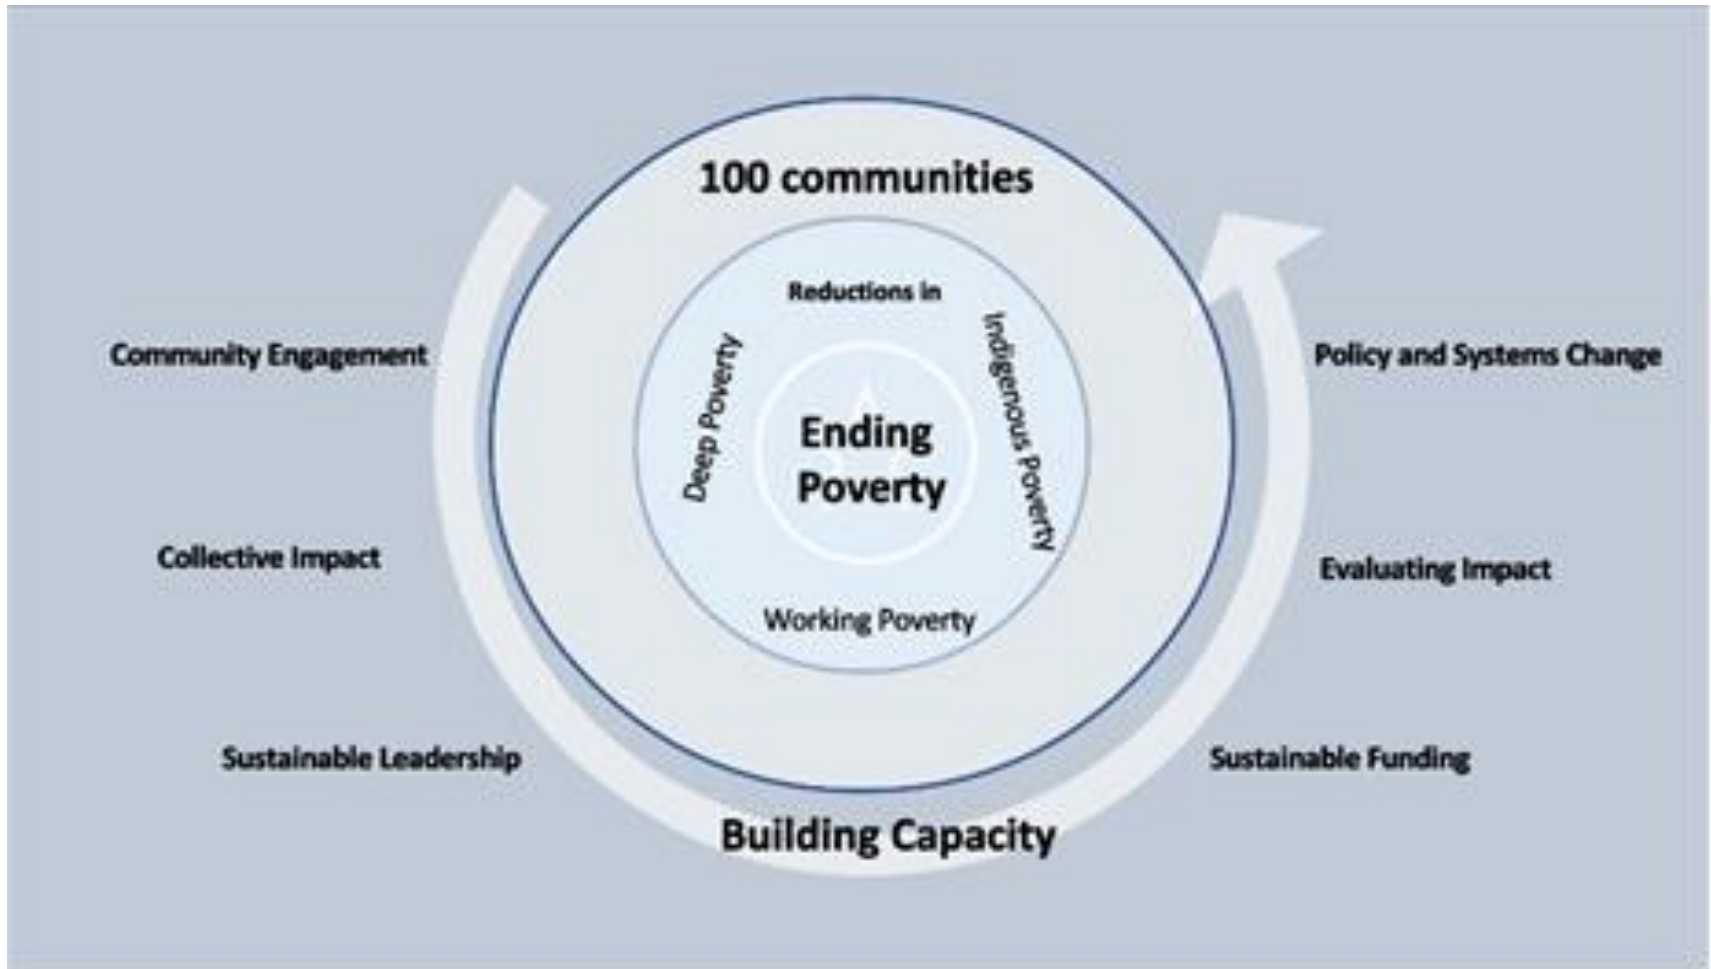 100 communities
Reductions in
Deep Poverty
Indigenous Poverty
Ending
Poverty
Working Poverty
Community Engagement
Collective Impact
Sustainable Leadership
Building Capacity
Policy and Systems Change
Evaluating Impact
Sustainable Funding